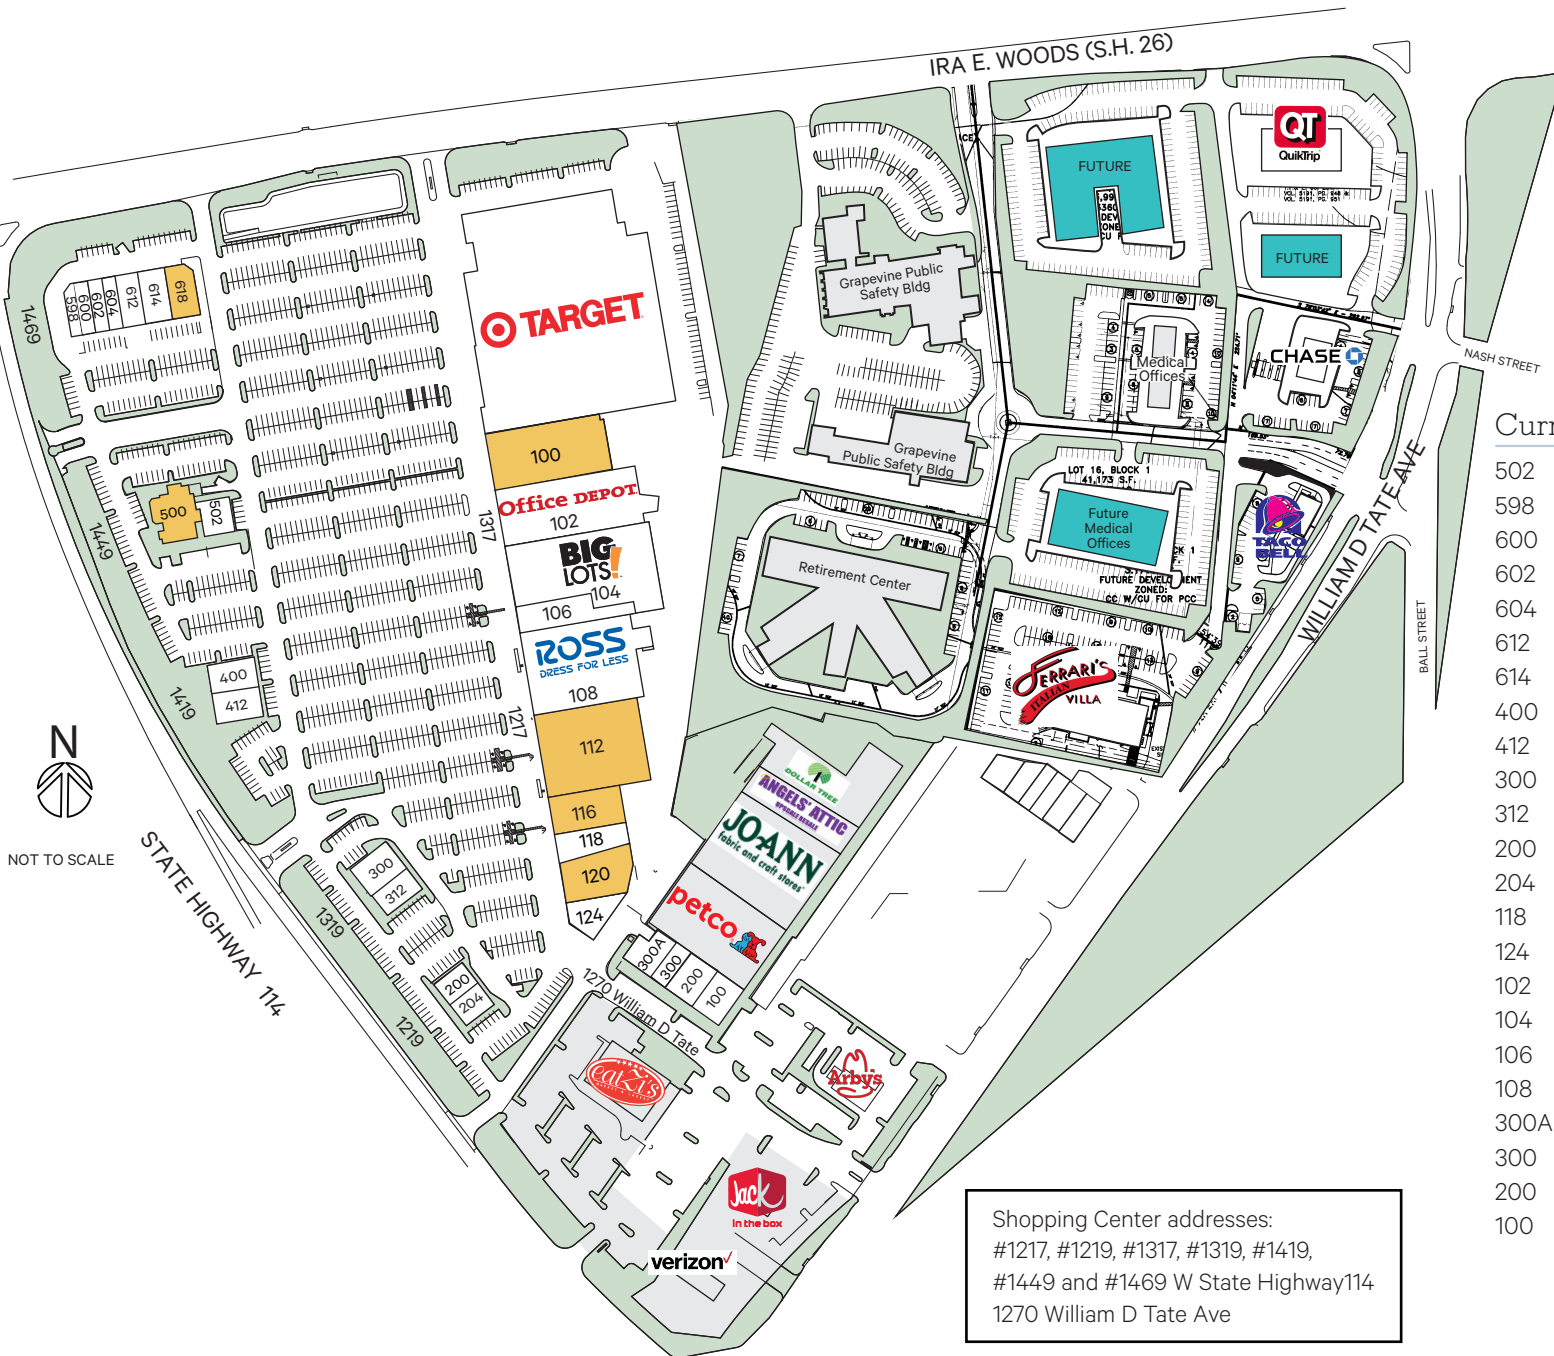 IRA E. WOODS (S.H. 26)
QT
QuikTrip
FUTURE
FUTURE
Grapevine Public
Safety Bldg
TARGET
618
614
612
604
602
600
598
1469
Medical
Offices
CHASE
NASH STREET
Grapevine
Public Safety Bldg
100
Office DEPOT
102
LOT 16, BLOCK 1
41,173 S.F.
Future
Medical
Offices
FUTURE DEVELOPMENT
ZONED:
CC W/CU FOR PCC
TACO
BELL
WILLIAM D TATE AVE
BALL STREET
500
502
1449
1317
BIG
LOTS!
104
106
Retirement Center
ROSS
DRESS FOR LESS
108
FERRARI'S
ITALIAN
VILLA
400
412
1419
1217
112
116
118
120
124
DOLLAR TREE
ANGELS' ATTIC
UPSCALE RESALE
JO-ANN
fabric and craft stores
petco
300A
300
200
100
N
NOT TO SCALE
STATE HIGHWAY 114
300
312
1319
200
204
1219
1270 William D Tate
eatZi's
Arby's
Jack
in the box
verizon
Shopping Center addresses:
#1217, #1219, #1317, #1319, #1419,
#1449 and #1469 W State Highway114
1270 William D Tate Ave
Curr
502
598
600
602
604
612
614
400
412
300
312
200
204
118
124
102
104
106
108
300A
300
200
100